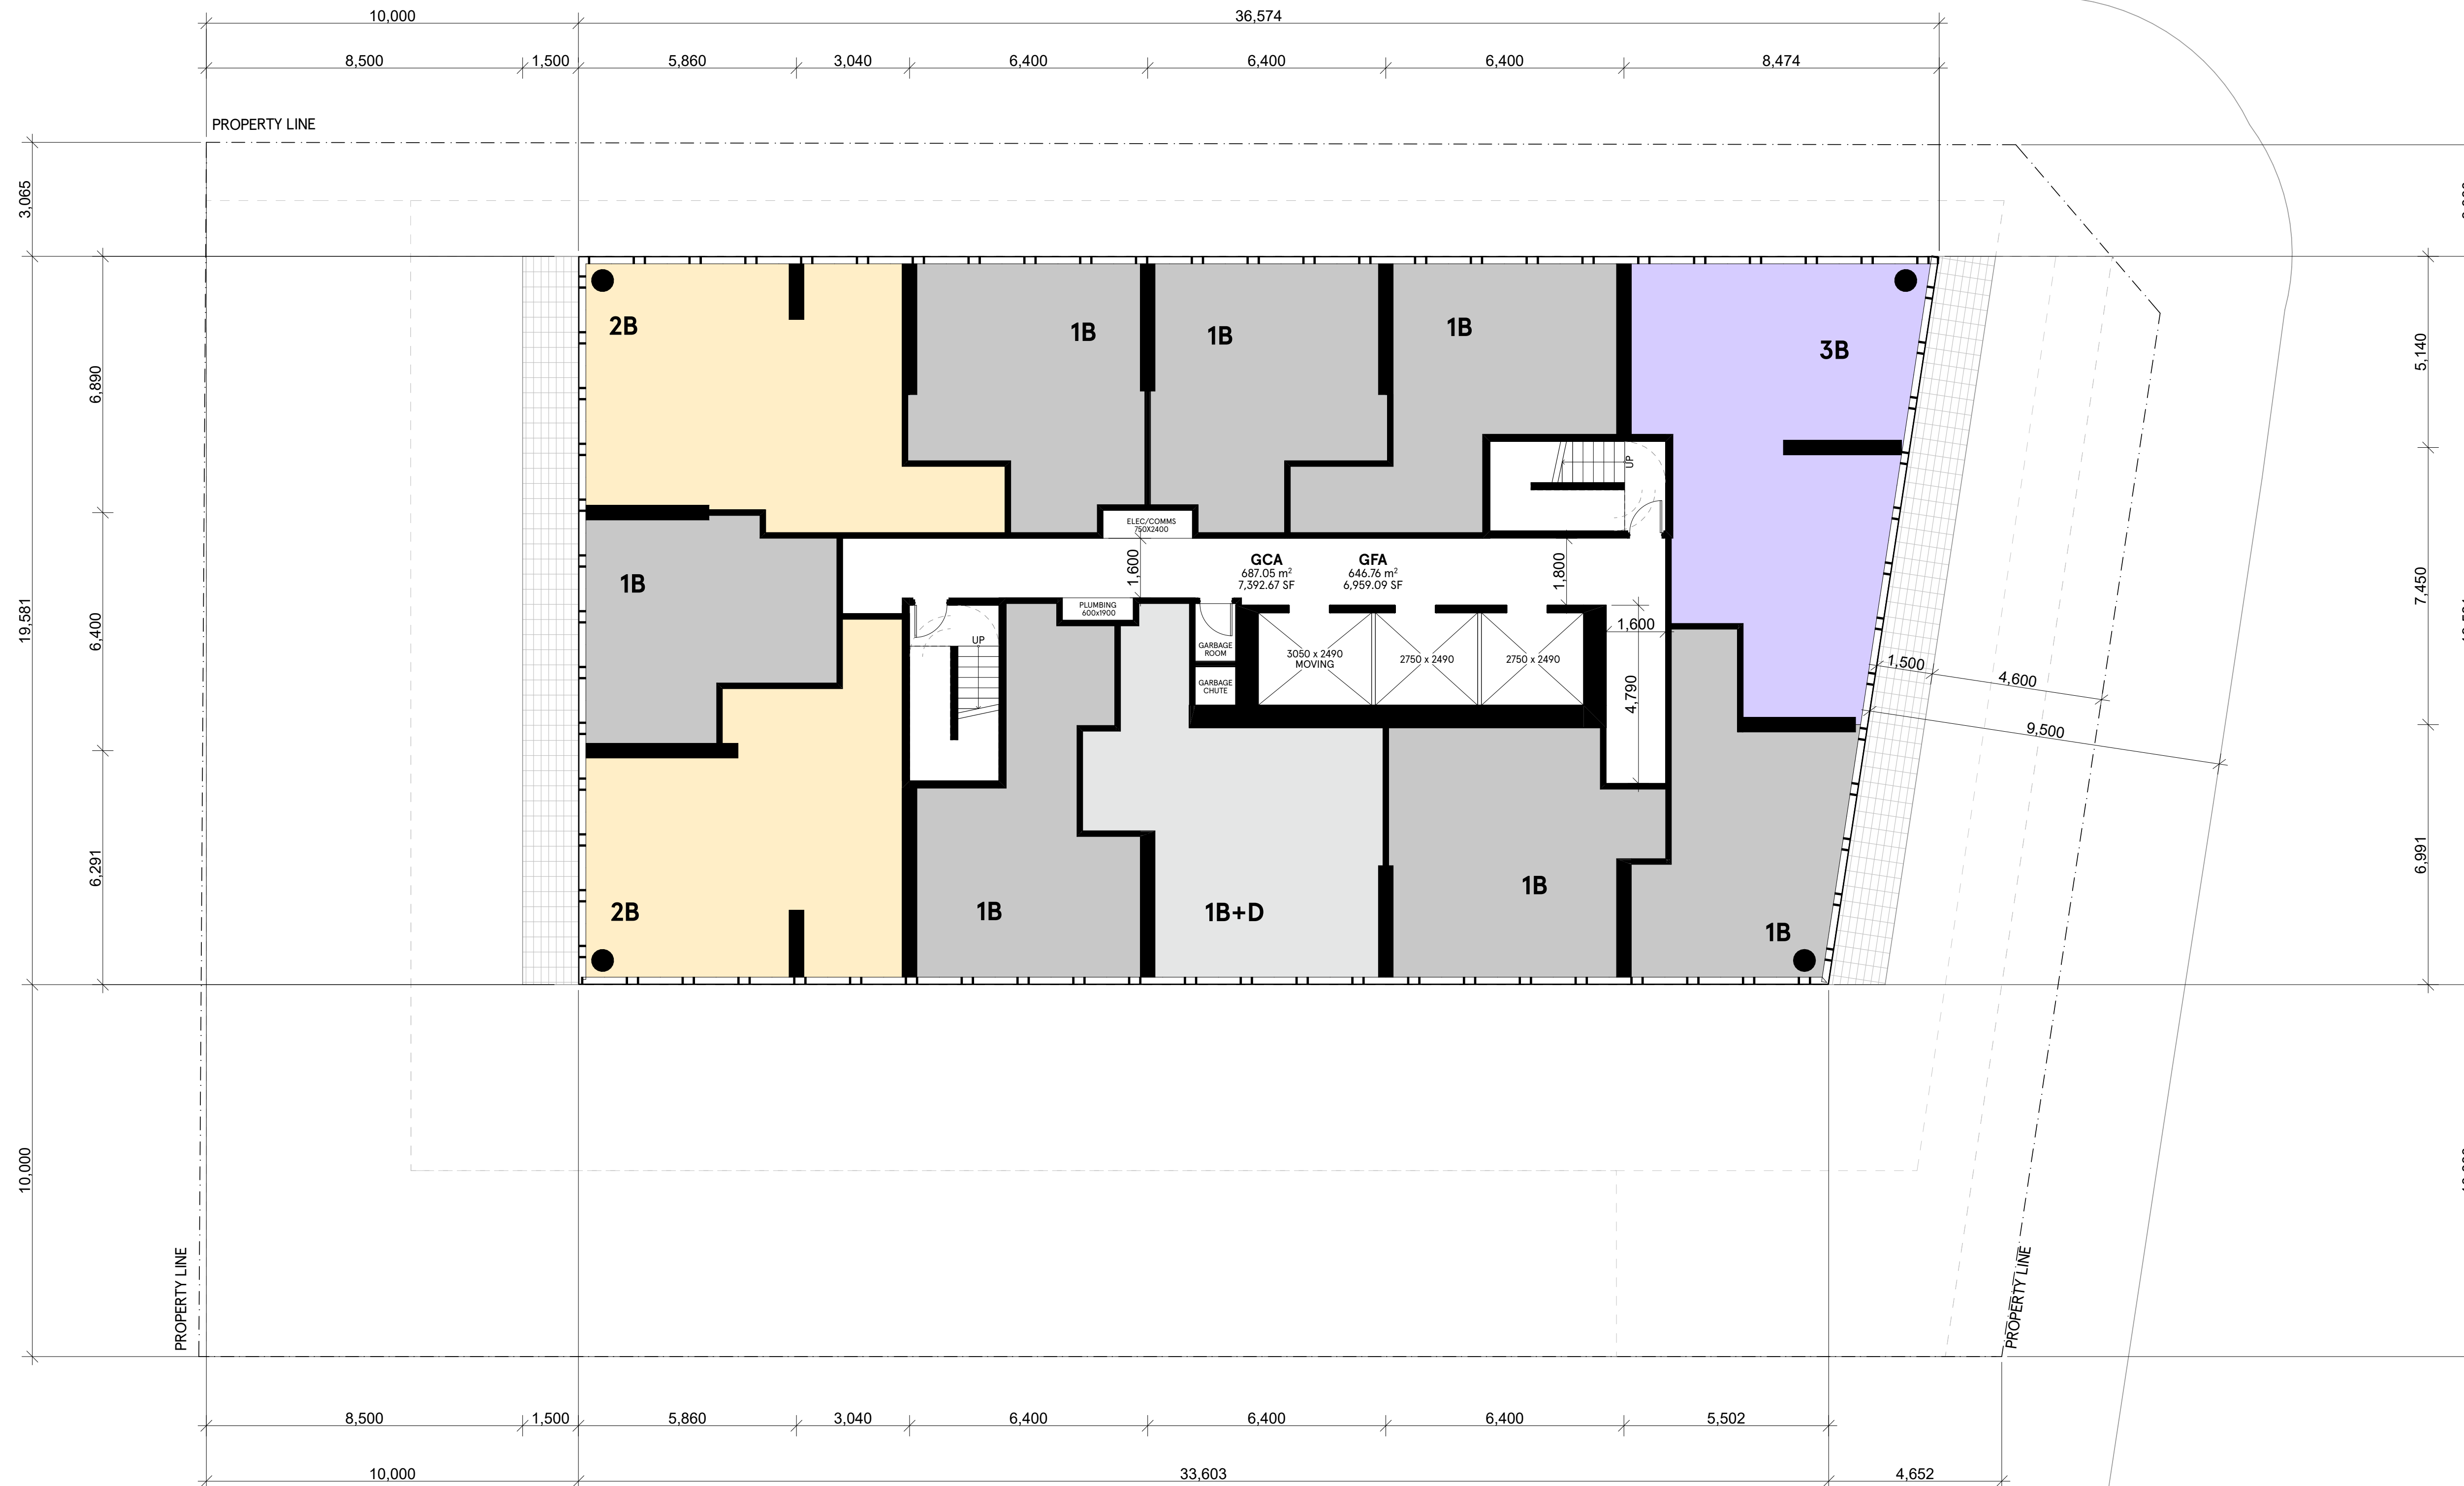 10,000
36,574
8,500
1,500
5,860
3,040
6,400
6,400
6,400
8,474
PROPERTY LINE
3,065
6,890
19,581
6,400
6,291
10,000
5,140
7,450
6,991
2B
1B
1B
1B
3B
UP
ELEC/COMMS
750X2400
1,600
GCA
687.05 m²
7,392.67 SF
GFA
646.76 m²
6,959.09 SF
1,800
1B
PLUMBING
600x1900
UP
GARBAGE
ROOM
GARBAGE
CHUTE
3050 x 2490
MOVING
2750 x 2490
2750 x 2490
1,600
4,790
1,500
4,600
9,500
2B
1B
1B+D
1B
1B
PROPERTY LINE
PROPERTY LINE
8,500
1,500
5,860
3,040
6,400
6,400
6,400
5,502
10,000
33,603
4,652